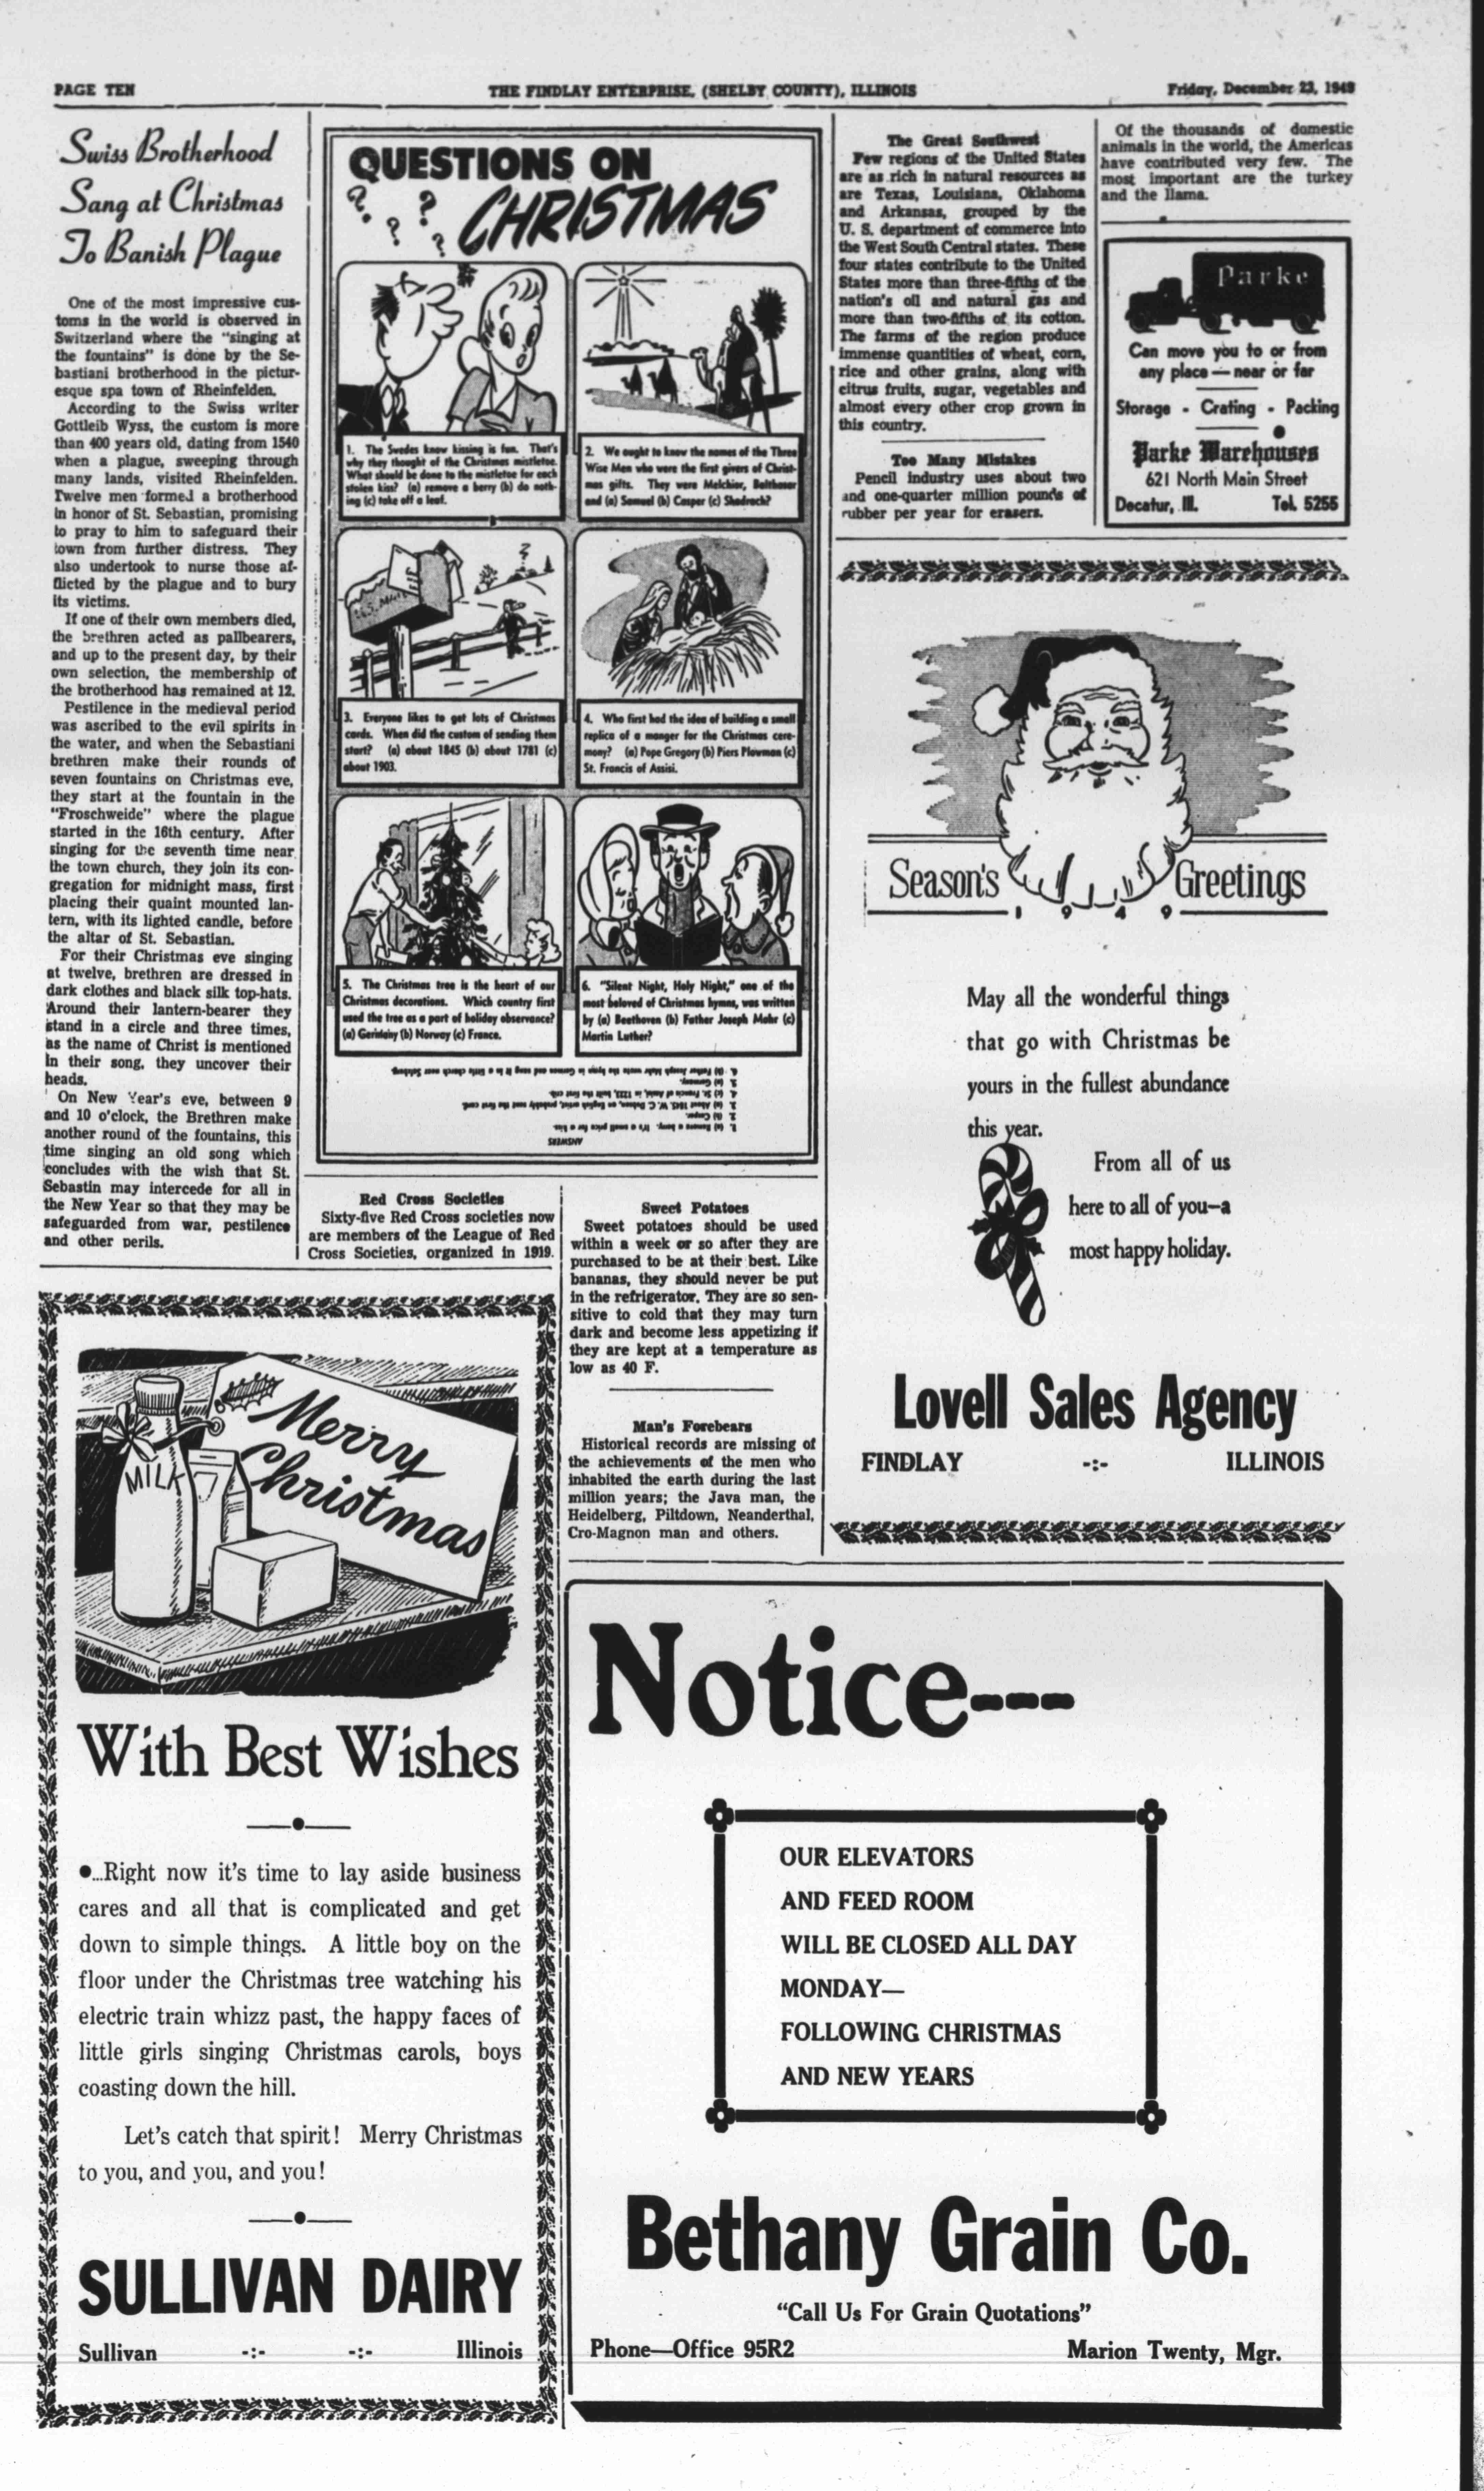 PAGE TEN
THE FINDLAY ENTERPRISE, (SHELBY COUNTY), ILLINOIS
Friday, December 23, 1949
Swiss Brotherhood
Sang at Christmas
To Banish Plague
One of the most impressive cus-
toms in the world is observed in
Switzerland where the "singing at
the fountains" is done by the Se-
bastiani brotherhood in the pictur-
esque spa town of Rheinfelden.
According to the Swiss writer
Gottleib Wyss, the custom is more
than 400 years old, dating from 1540
when a plague, sweeping through
many lands, visited Rheinfelden.
Twelve men formed a brotherhood
in honor of St. Sebastian, promising
to pray to him to safeguard their
town from further distress. They
also undertook to nurse those af-
flicted by the plague and to bury
its victims.
If one of their own members died,
the brethren acted as pallbearers,
and up to the present day, by their
own selection, the membership of
the brotherhood has remained at 12.
Pestilence in the medieval period
was ascribed to the evil spirits in
the water, and when the Sebastiani
brethren make their rounds of
seven fountains on Christmas eve,
they start at the fountain in the
"Froschweide" where the plague
started in the 16th century. After
singing for the seventh time near
the town church, they join its con-
gregation for midnight mass, first
placing their quaint mounted lan-
tern, with its lighted candle, before
the altar of St. Sebastian.
For their Christmas eve singing
at twelve, brethren are dressed in
dark clothes and black silk top-hats.
Around their lantern-bearer they
stand in a circle and three times,
as the name of Christ is mentioned
in their song, they uncover their
heads.
On New Year's eve, between 9
and 10 o'clock, the Brethren make
another round of the fountains, this
time singing an old song which
concludes with the wish that St.
Sebastin may intercede for all in
the New Year so that they may be
safeguarded from war, pestilence
and other perils.
QUESTIONS ON
CHRISTMAS
? ? ? ?
1. The Swedes know kissing is fun. That's
why they thought of the Christmas mistletoe.
What should be done to the mistletoe for each
stolen kiss? (a) remove a berry (b) do noth-
ing (c) take off a leaf.
2. We ought to know the names of the Three
Wise Men who were the first givers of Christ-
mas gifts. They were Melchior, Balthasar
and (a) Samuel (b) Casper (c) Shadrach?
U.S. MAIL
?
3. Everyone likes to get lots of Christmas
cards. When did the custom of sending them
start? (a) about 1845 (b) about 1781 (c)
about 1903.
4. Who first had the idea of building a small
replica of a manger for the Christmas cere-
mony? (a) Pope Gregory (b) Piers Plowman (c)
St. Francis of Assisi.
5. The Christmas tree is the heart of our
Christmas decorations. Which country first
used the tree as a part of holiday observance?
(a) Germany (b) Norway (c) France.
6. "Silent Night, Holy Night," one of the
most beloved of Christmas hymns, was written
by (a) Beethoven (b) Father Joseph Mohr (c)
Martin Luther?
ANSWERS
1. (a) Remove a berry. It's a small price for a kiss.
2. (b) Casper.
3. (a) About 1845. W. C. Dobson, an English artist, probably sent the first card.
4. (c) St. Francis of Assisi, in 1223, built the first crib.
5. (a) Germany.
6. (b) Father Joseph Mohr wrote the hymn in German and sang it in a little church near Salzburg.
Red Cross Societies
Sixty-five Red Cross societies now
are members of the League of Red
Cross Societies, organized in 1919.
Sweet Potatoes
Sweet potatoes should be used
within a week or so after they are
purchased to be at their best. Like
bananas, they should never be put
in the refrigerator. They are so sen-
sitive to cold that they may turn
dark and become less appetizing if
they are kept at a temperature as
low as 40 F.
Man's Forebears
Historical records are missing of
the achievements of the men who
inhabited the earth during the last
million years; the Java man, the
Heidelberg, Piltdown, Neanderthal,
Cro-Magnon man and others.
The Great Southwest
Few regions of the United States
are as rich in natural resources as
are Texas, Louisiana, Oklahoma
and Arkansas, grouped by the
U. S. department of commerce into
the West South Central states. These
four states contribute to the United
States more than three-fifths of the
nation's oil and natural gas and
more than two-fifths of its cotton.
The farms of the region produce
immense quantities of wheat, corn,
rice and other grains, along with
citrus fruits, sugar, vegetables and
almost every other crop grown in
this country.
Too Many Mistakes
Pencil industry uses about two
and one-quarter million pounds of
rubber per year for erasers.
Of the thousands of domestic
animals in the world, the Americas
have contributed very few. The
most important are the turkey
and the llama.
Parke
Can move you to or from
any place—near or far
Storage - Crating - Packing
Parke Warehouses
621 North Main Street
Decatur, Ill. Tel. 5255
Season's Greetings
1949
May all the wonderful things
that go with Christmas be
yours in the fullest abundance
this year.
From all of us
here to all of you—a
most happy holiday.
Lovell Sales Agency
FINDLAY -:- ILLINOIS
MILK
Merry
Christmas
With Best Wishes
●...Right now it's time to lay aside business
cares and all that is complicated and get
down to simple things. A little boy on the
floor under the Christmas tree watching his
electric train whizz past, the happy faces of
little girls singing Christmas carols, boys
coasting down the hill.
Let's catch that spirit! Merry Christmas
to you, and you, and you!
SULLIVAN DAIRY
Sullivan -:- -:- Illinois
Notice---
OUR ELEVATORS
AND FEED ROOM
WILL BE CLOSED ALL DAY
MONDAY—
FOLLOWING CHRISTMAS
AND NEW YEARS
Bethany Grain Co.
"Call Us For Grain Quotations"
Phone—Office 95R2 Marion Twenty, Mgr.